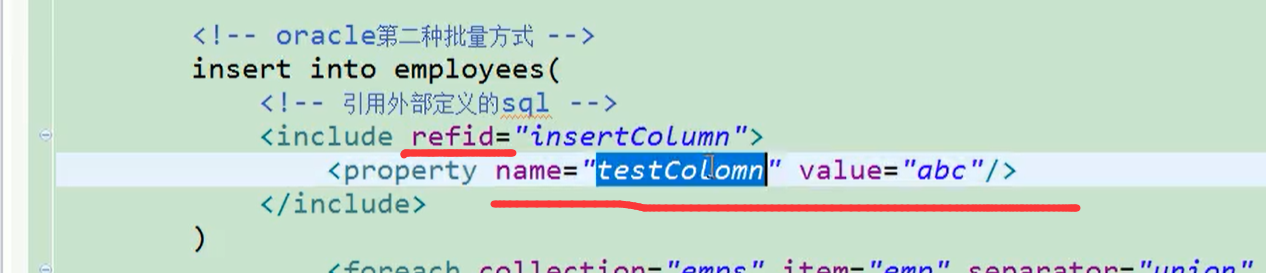 <!-- oracle第二种批量方式 -->
insert into employees(
<!-- 引用外部定义的sql -->
<include refid="insertColumn">
<property name="testColomn" value="abc"/>
</include>
)
<foreach collection="emps" item="emp" separator="union"